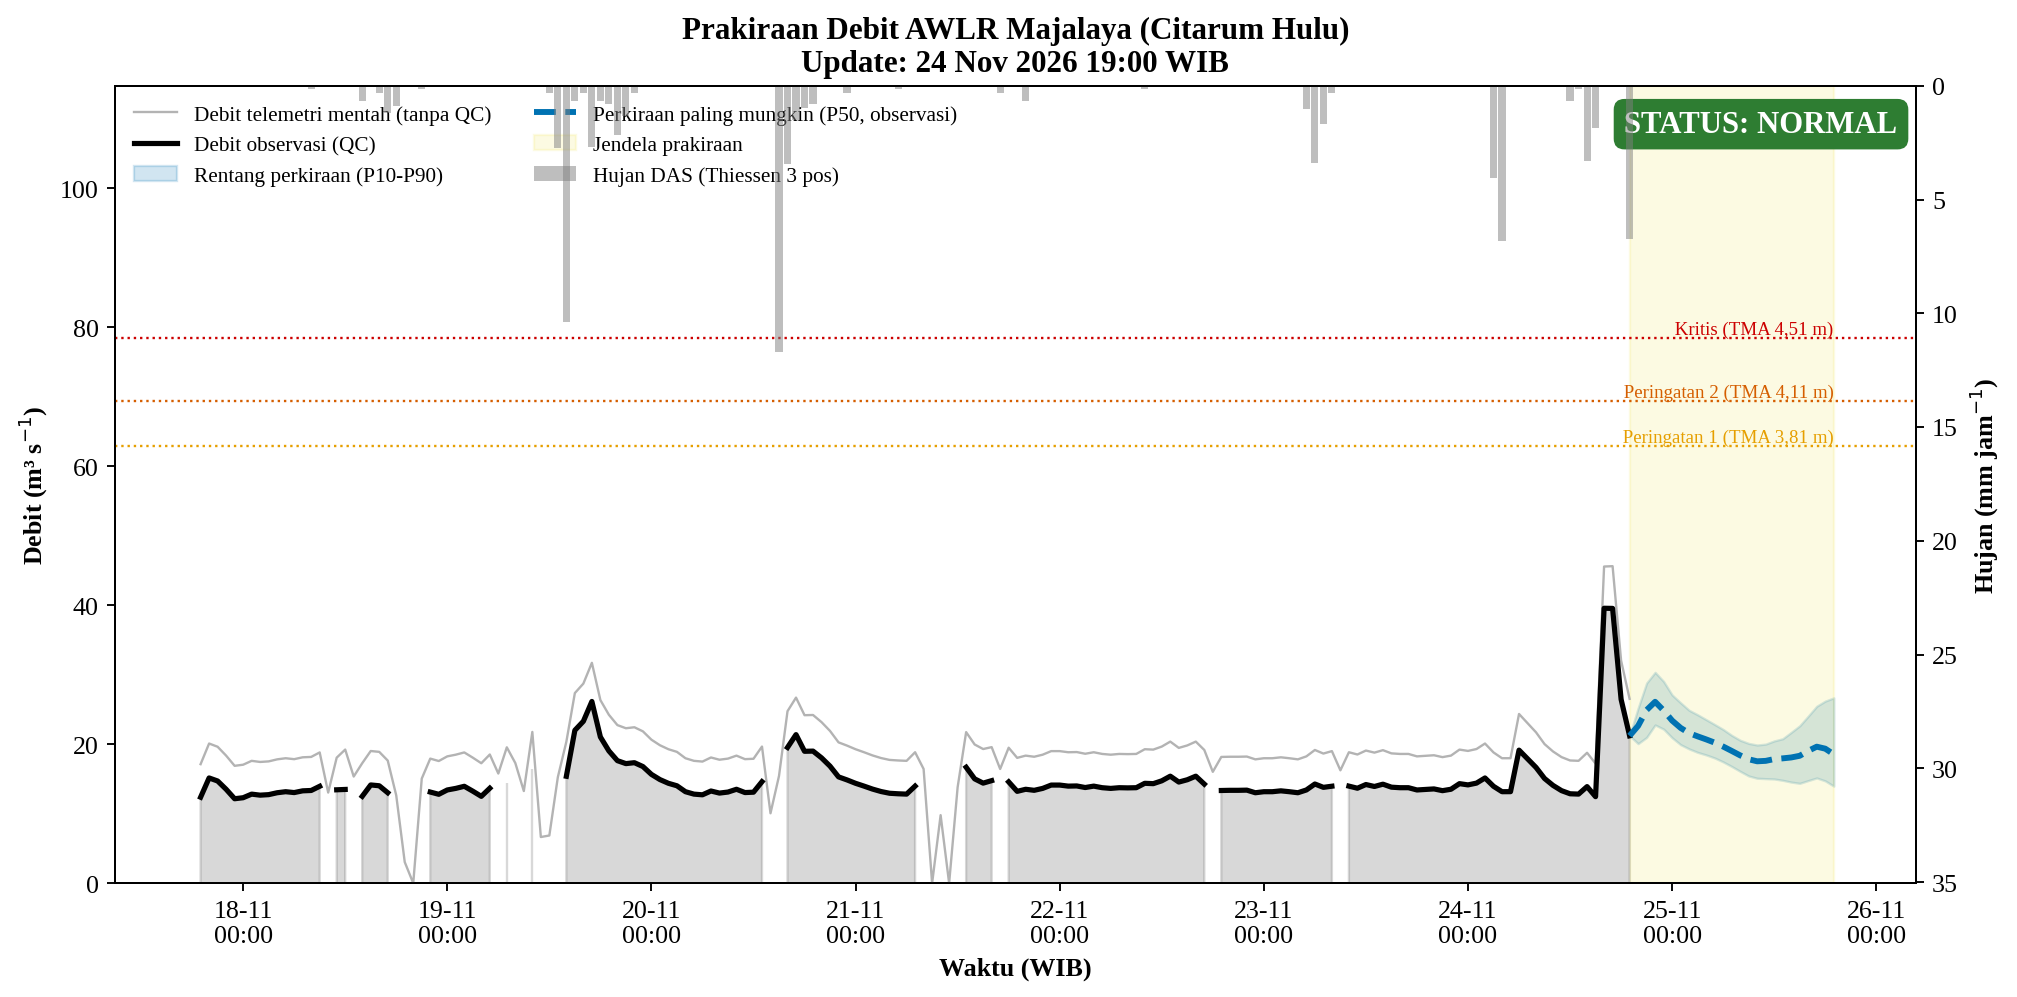 Prakiraan Debit AWLR Majalaya (Citarum Hulu)
Update: 24 Nov 2026 19:00 WIB
Debit telemetri mentah (tanpa QC)
Debit observasi (QC)
Rentang perkiraan (P10-P90)
Perkiraan paling mungkin (P50, observasi)
Jendela prakiraan
Hujan DAS (Thiessen 3 pos)
STATUS: NORMAL
Kritis (TMA 4,51 m)
Peringatan 2 (TMA 4,11 m)
Peringatan 1 (TMA 3,81 m)
Debit (m³ s⁻¹)
100
80
60
40
20
0
Hujan (mm jam⁻¹)
0
5
10
15
20
25
30
35
18-11
00:00
19-11
00:00
20-11
00:00
21-11
00:00
22-11
00:00
23-11
00:00
24-11
00:00
25-11
00:00
26-11
00:00
Waktu (WIB)